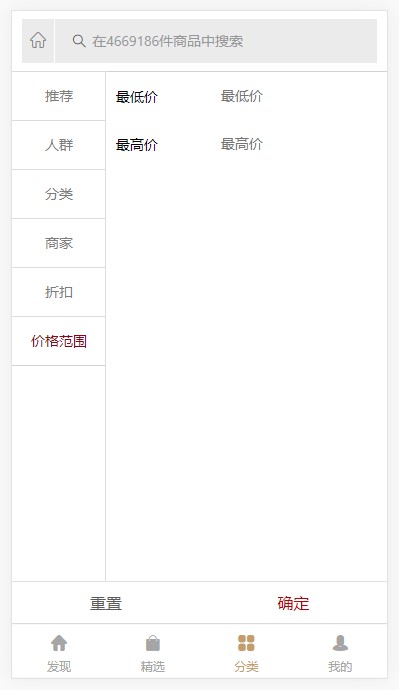 在4669186件商品中搜索
推荐
最低价 最低价
人群
最高价 最高价
分类
商家
折扣
价格范围
重置 确定
发现 精选 分类 我的